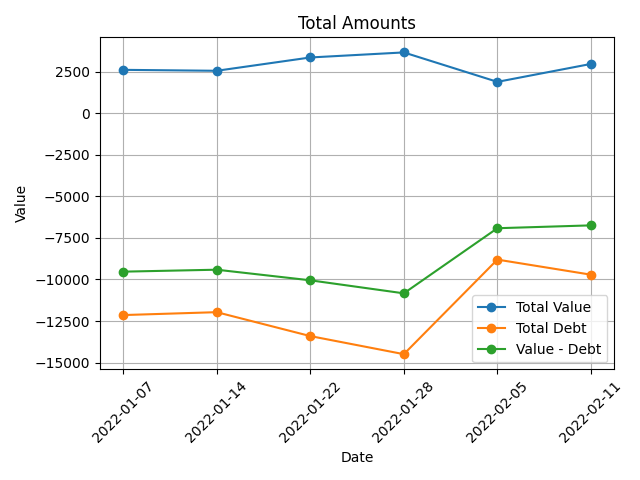 Total Amounts
Value
2500
0
−2500
−5000
−7500
−10000
−12500
−15000
Total Value
Total Debt
Value - Debt
2022-01-07
2022-01-14
2022-01-22
2022-01-28
2022-02-05
2022-02-11
Date